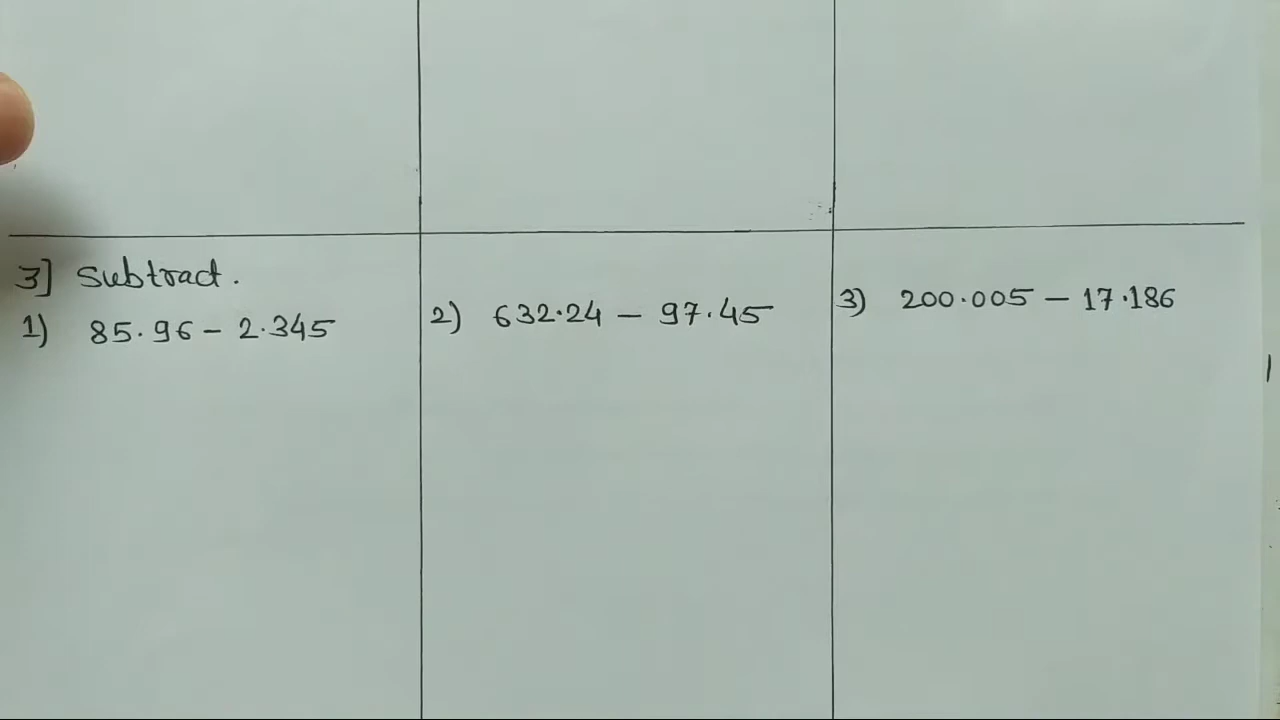 3] Subtract.
1) 85.96 - 2.345
2) 632.24 - 97.45
3) 200.005 - 17.186